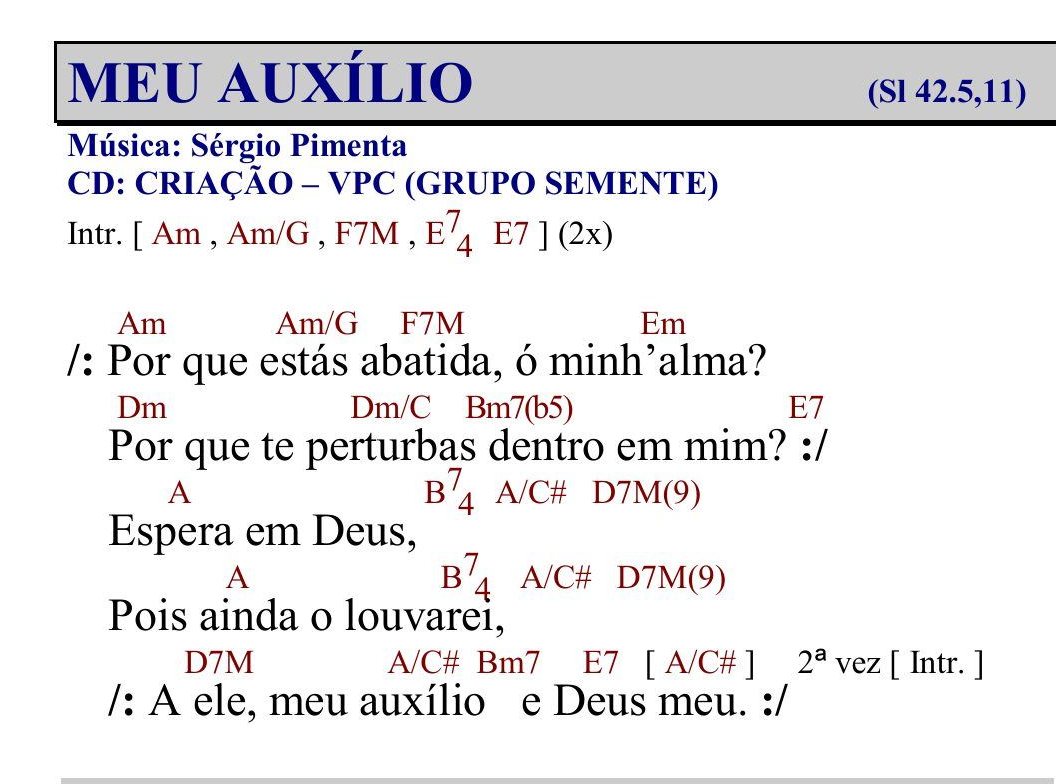 MEU AUXÍLIO (Sl 42.5,11)
Música: Sérgio Pimenta
CD: CRIAÇÃO – VPC (GRUPO SEMENTE)
Intr. [ Am , Am/G , F7M , E7 4 E7 ] (2x)
Am Am/G F7M Em
/: Por que estás abatida, ó minh’alma?
Dm Dm/C Bm7(b5) E7
Por que te perturbas dentro em mim? :/
A B7 4 A/C# D7M(9)
Espera em Deus,
A B7 4 A/C# D7M(9)
Pois ainda o louvarei,
D7M A/C# Bm7 E7 [ A/C# ] 2ª vez [ Intr. ]
/: A ele, meu auxílio e Deus meu. :/